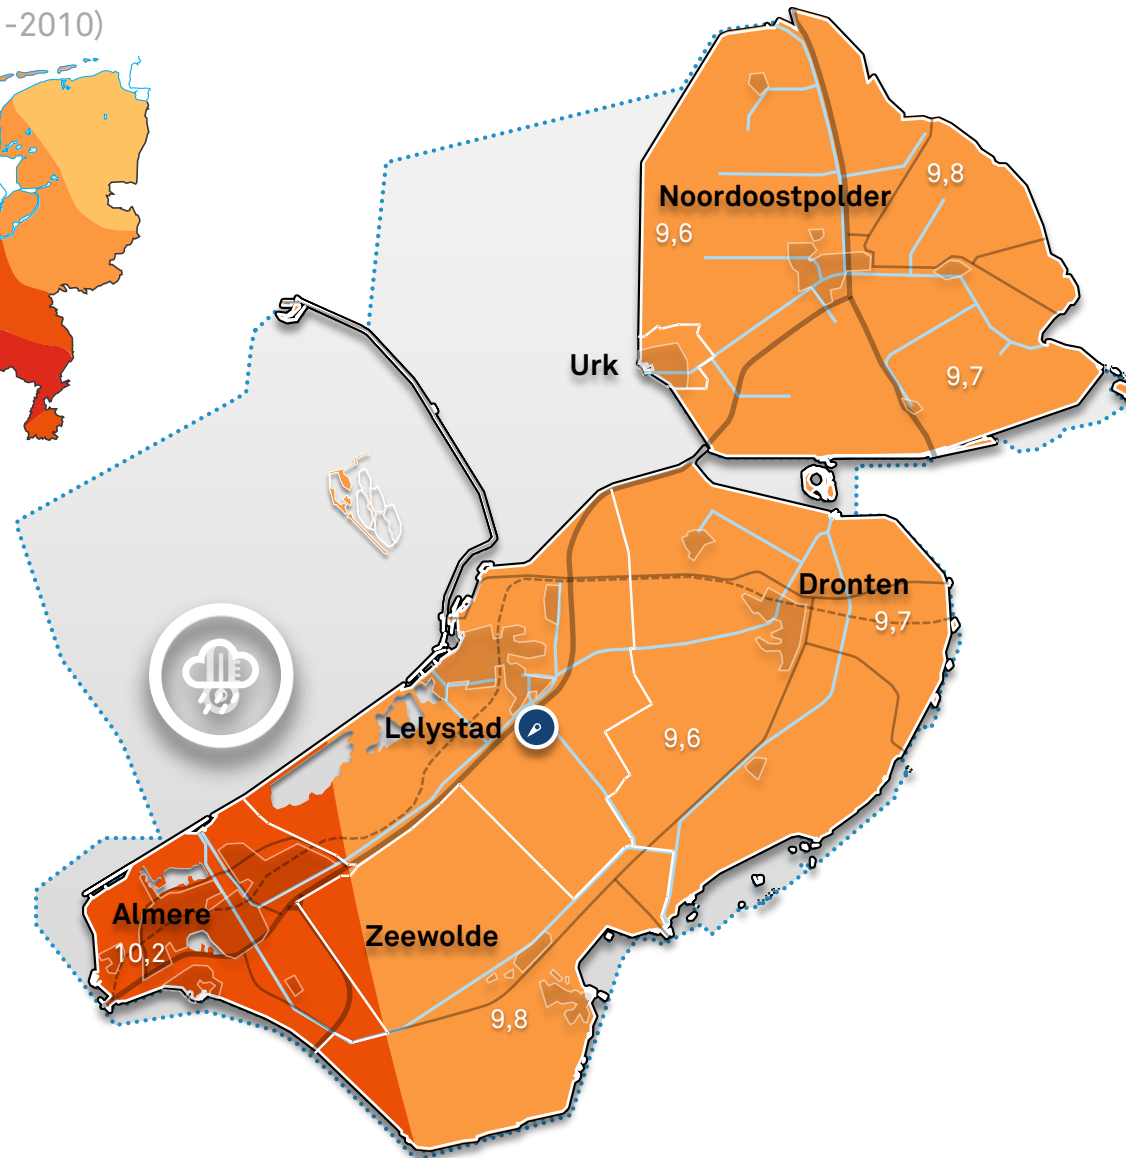 -2010)
9,8
Noordoostpolder
9,6
Urk
9,7
Dronten
9,7
Lelystad
9,6
Almere
10,2
Zeewolde
9,8